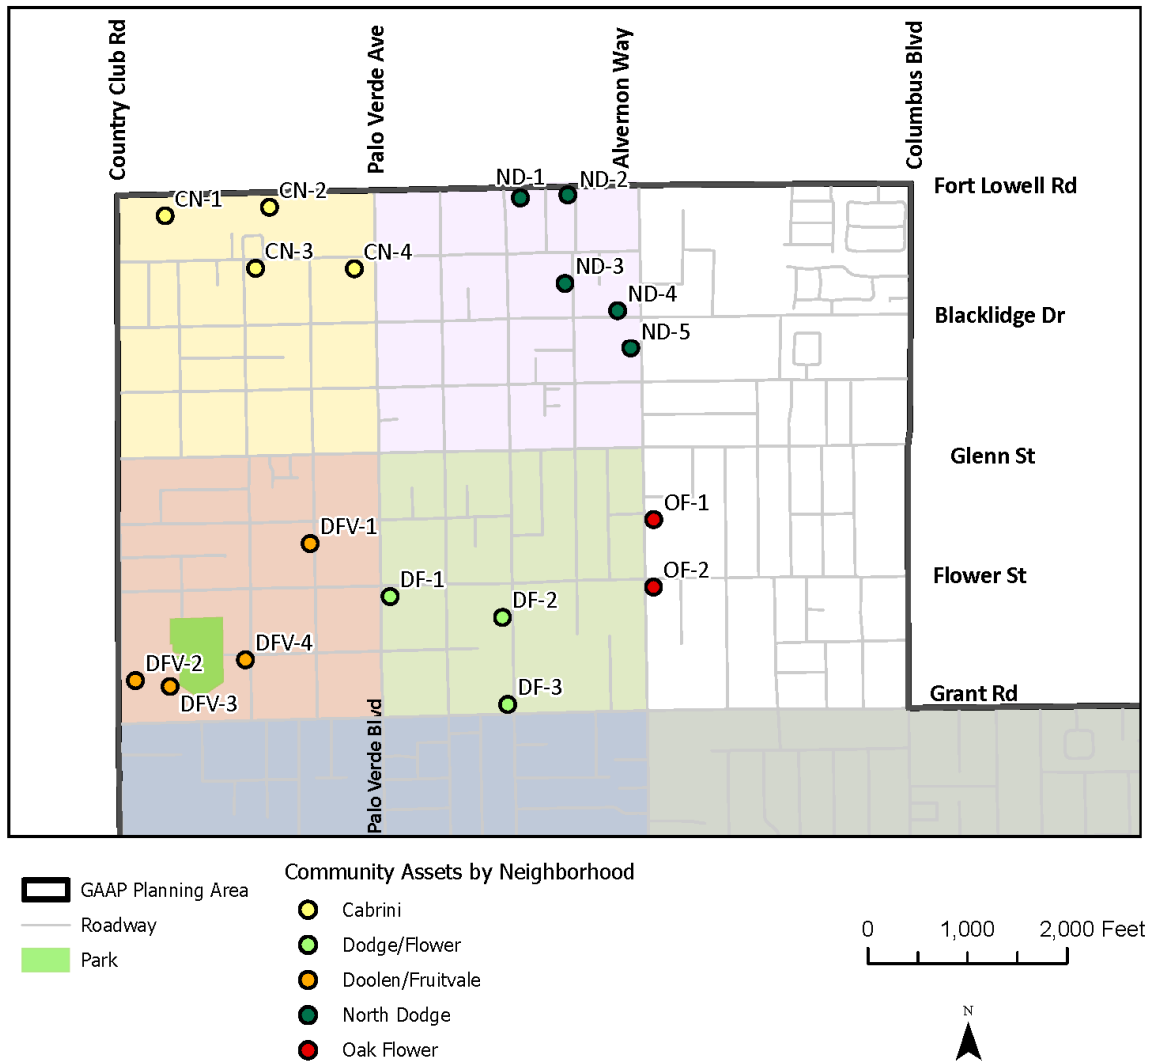 Country Club Rd
Palo Verde Ave
Alvernon Way
Columbus Blvd
Fort Lowell Rd
CN-1
CN-2
ND-1
ND-2
CN-3
CN-4
ND-3
ND-4
ND-5
Blacklidge Dr
Glenn St
OF-1
DFV-1
OF-2
Flower St
DF-1
DF-2
DFV-4
DFV-2
DFV-3
DF-3
Grant Rd
Palo Verde Blvd
GAAP Planning Area
Roadway
Park
Community Assets by Neighborhood
Cabrini
Dodge/Flower
Doolen/Fruitvale
North Dodge
Oak Flower
0 1,000 2,000 Feet
N